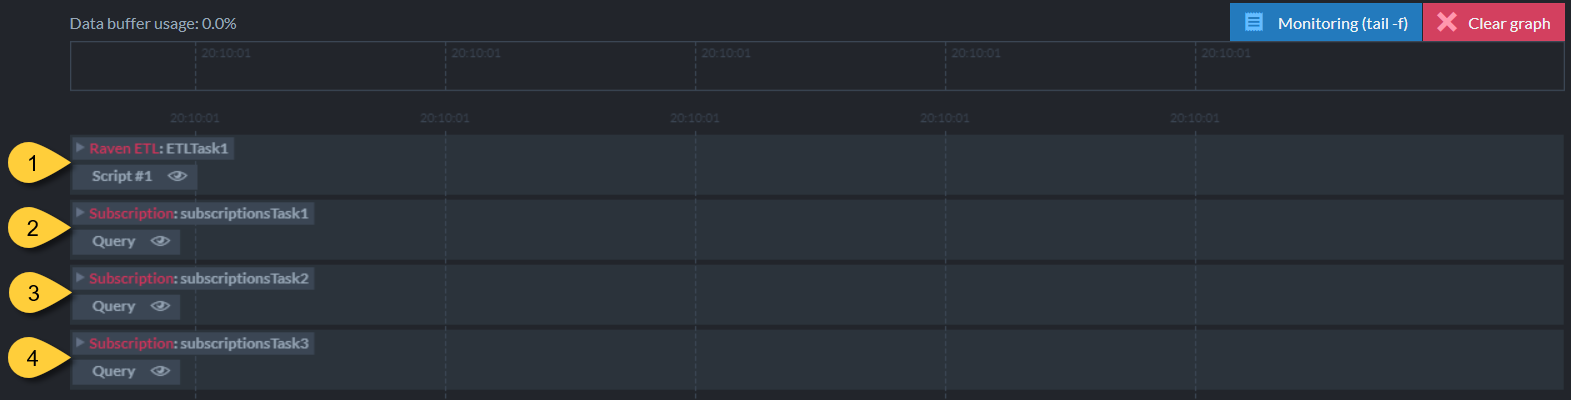 Data buffer usage: 0.0%
Monitoring (tail -f)
Clear graph
20:10:01 20:10:01 20:10:01 20:10:01 20:10:01
20:10:01 20:10:01 20:10:01 20:10:01 20:10:01
1
Raven ETL: ETLTask1
Script #1
2
Subscription: subscriptionsTask1
Query
3
Subscription: subscriptionsTask2
Query
4
Subscription: subscriptionsTask3
Query